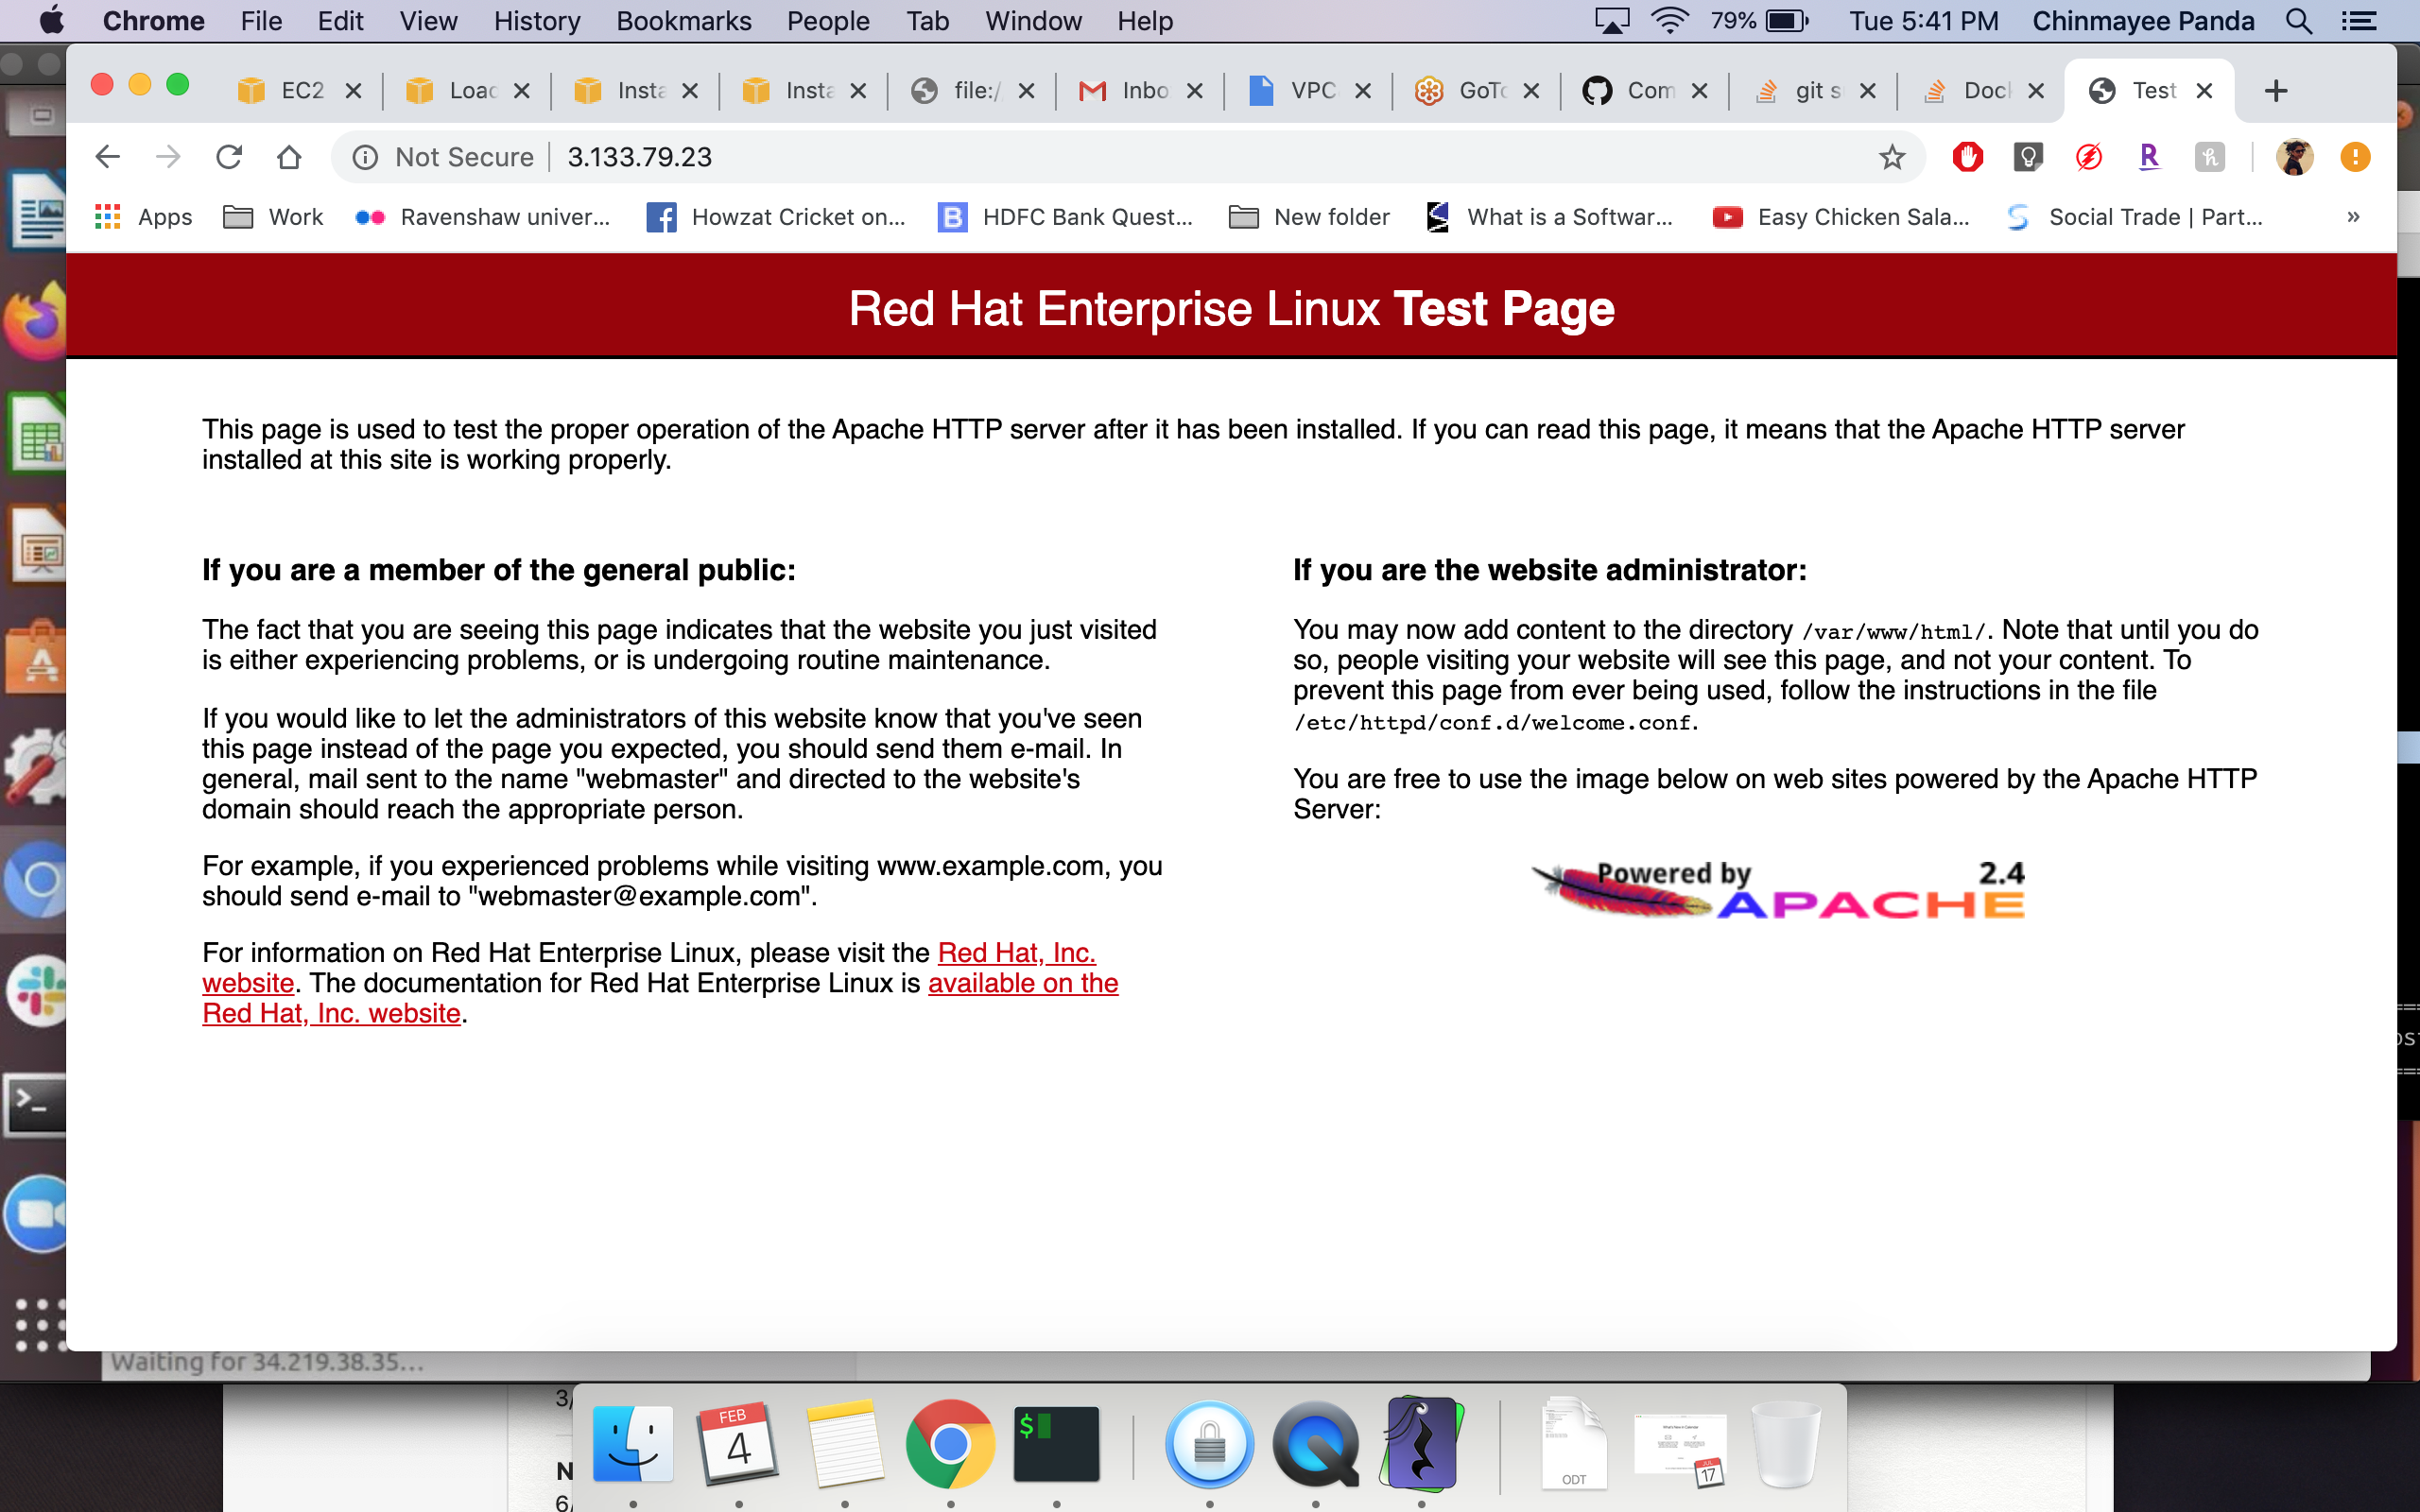 Chrome File Edit View History Bookmarks People Tab Window Help 79% Tue 5:41 PM Chinmayee Panda
EC2 Loac Insta Insta file:/ Inbo VPC GoTo Com git s Doc Test
Not Secure 3.133.79.23
Apps Work Ravenshaw univer... Howzat Cricket on... HDFC Bank Quest... New folder What is a Softwar... Easy Chicken Sala... Social Trade | Part... »
Red Hat Enterprise Linux Test Page
This page is used to test the proper operation of the Apache HTTP server after it has been installed. If you can read this page, it means that the Apache HTTP server
installed at this site is working properly.
If you are a member of the general public:
The fact that you are seeing this page indicates that the website you just visited
is either experiencing problems, or is undergoing routine maintenance.
If you would like to let the administrators of this website know that you've seen
this page instead of the page you expected, you should send them e-mail. In
general, mail sent to the name "webmaster" and directed to the website's
domain should reach the appropriate person.
For example, if you experienced problems while visiting www.example.com, you
should send e-mail to "webmaster@example.com".
For information on Red Hat Enterprise Linux, please visit the Red Hat, Inc.
website. The documentation for Red Hat Enterprise Linux is available on the
Red Hat, Inc. website.
If you are the website administrator:
You may now add content to the directory /var/www/html/. Note that until you do
so, people visiting your website will see this page, and not your content. To
prevent this page from ever being used, follow the instructions in the file
/etc/httpd/conf.d/welcome.conf.
You are free to use the image below on web sites powered by the Apache HTTP
Server:
Powered by 2.4
APACHE
Waiting for 34.219.38.35...
3/
N
6/
FEB
4
$
ODT
17